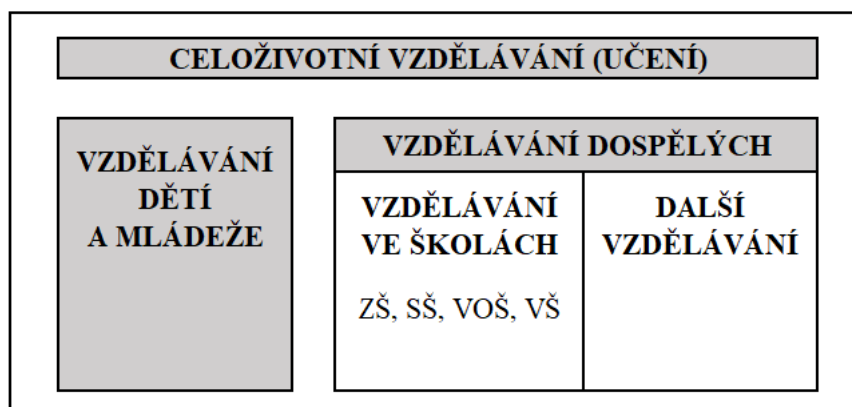 CELOŽIVOTNÍ VZDĚLÁVÁNÍ (UČENÍ)
VZDĚLÁVÁNÍ
DĚTÍ
A MLÁDEŽE
VZDĚLÁVÁNÍ DOSPĚLÝCH
VZDĚLÁVÁNÍ
VE ŠKOLÁCH
ZŠ, SŠ, VOŠ, VŠ
DALŠÍ
VZDĚLÁVÁNÍ